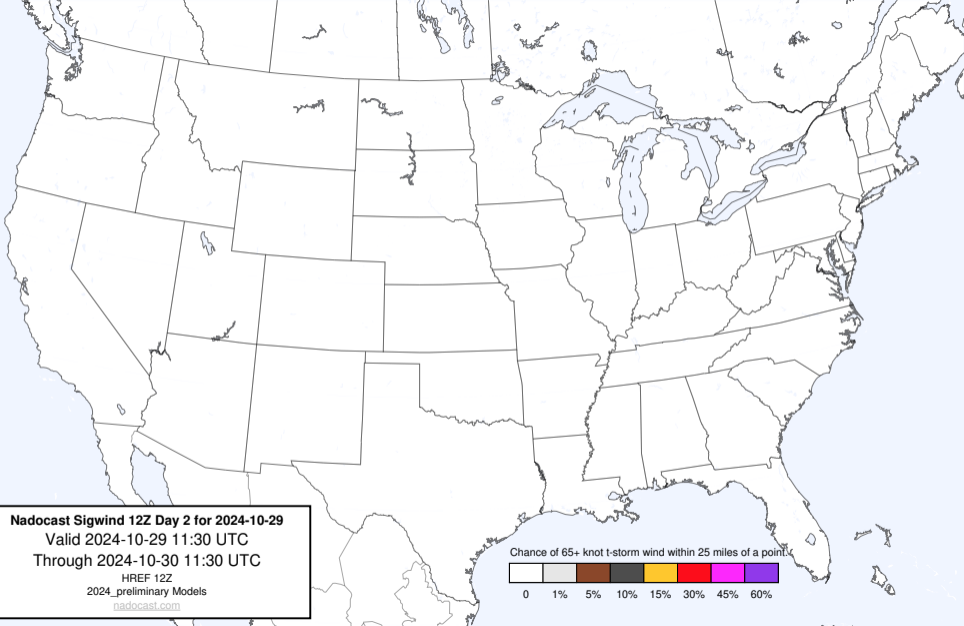 Nadocast Sigwind 12Z Day 2 for 2024-10-29
Valid 2024-10-29 11:30 UTC
Through 2024-10-30 11:30 UTC
HREF 12Z
2024_preliminary Models
nadocast.com
Chance of 65+ knot t-storm wind within 25 miles of a point.
0 1% 5% 10% 15% 30% 45% 60%